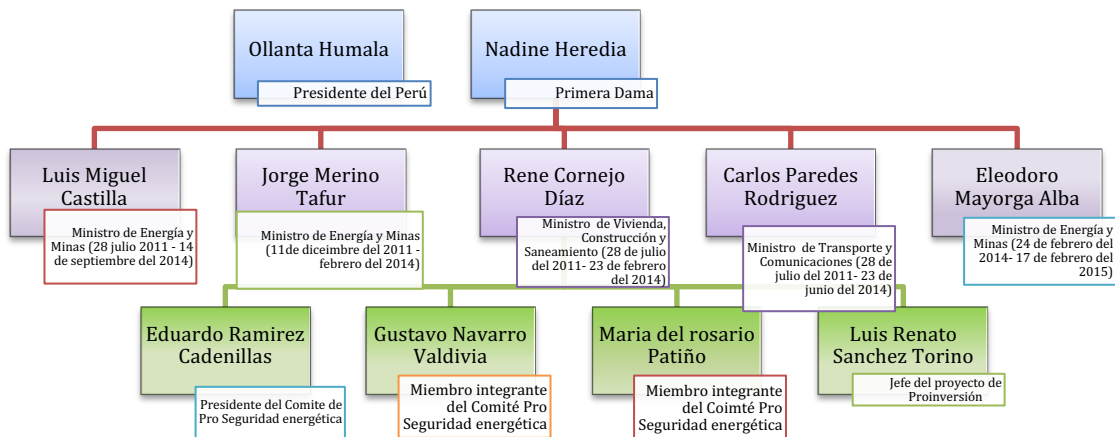 Ollanta Humala
Presidente del Perú
Nadine Heredia
Primera Dama
Luis Miguel
Castilla
Ministro de Energía y
Minas (28 julio 2011 - 14
de septiembre del 2014)
Jorge Merino
Tafur
Ministro de Energía y Minas
(11de diceimbre del 2011 -
febrero del 2014)
Rene Cornejo
Díaz
Ministro de Vivienda,
Construcción y
Saneamiento (28 de julio
del 2011- 23 de febrero
del 2014)
Carlos Paredes
Rodriguez
Ministro de Transporte y
Comunicaciones (28 de
julio del 2011- 23 de
junio del 2014)
Eleodoro
Mayorga Alba
Ministro de Energía y
Minas (24 de febrero del
2014- 17 de febrero del
2015)
Eduardo Ramirez
Cadenillas
Presidente del Comite de
Pro Seguridad energética
Gustavo Navarro
Valdivia
Miembro integrante
del Comité Pro
Seguridad energética
Maria del rosario
Patiño
Miembro integrante
del Coimté Pro
Seguridad energética
Luis Renato
Sanchez Torino
Jefe del proyecto de
Proinversión